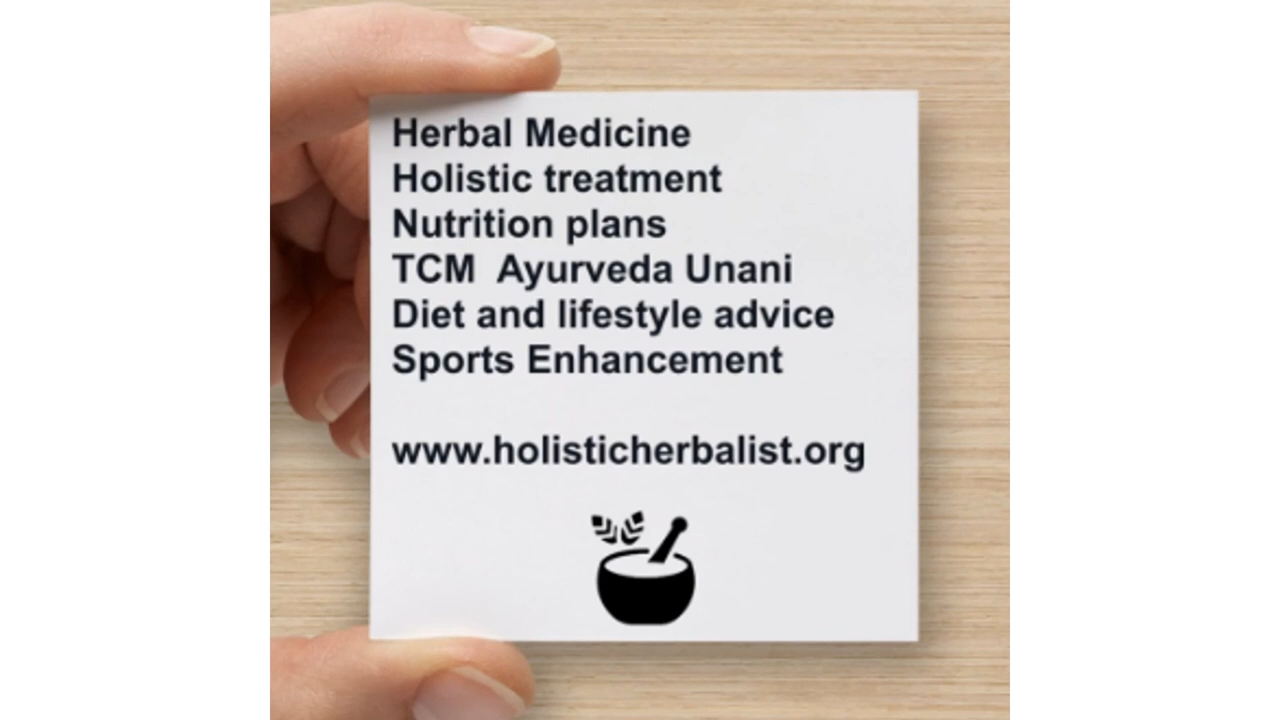 Herbal Medicine
Holistic treatment
Nutrition plans
TCM  Ayurveda Unani
Diet and lifestyle advice
Sports Enhancement
www.holisticherbalist.org